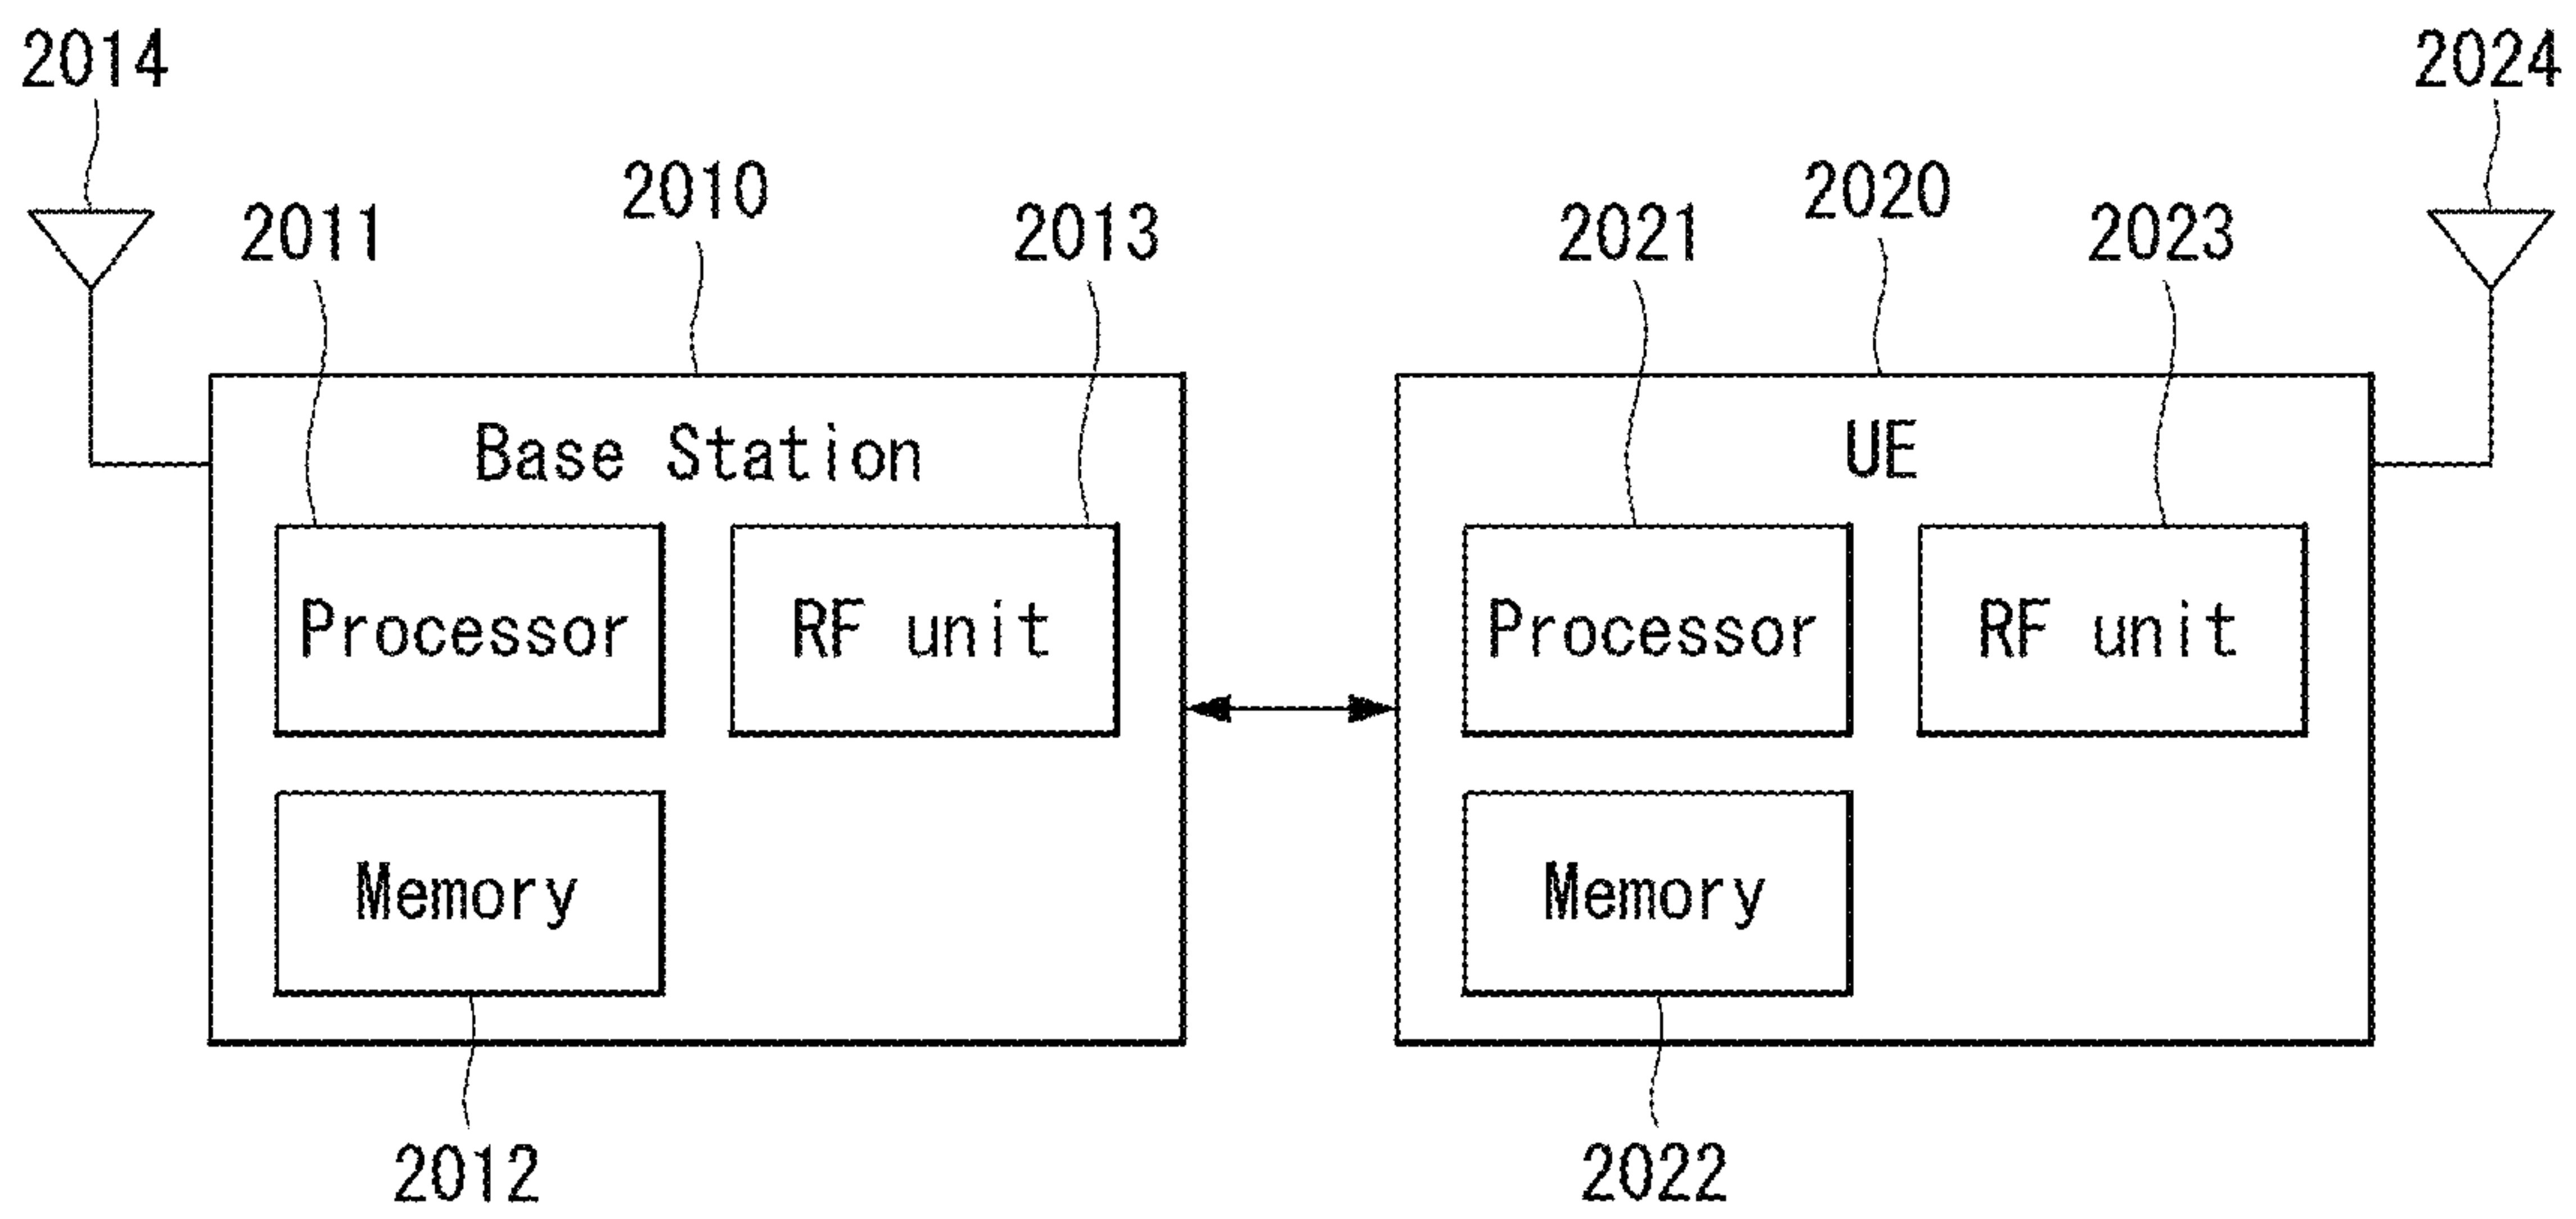 2014
2024
2010
2020
2011
2013
2021
2023
Base Station
UE
Processor
RF unit
Processor
RF unit
Memory
Memory
2012
2022